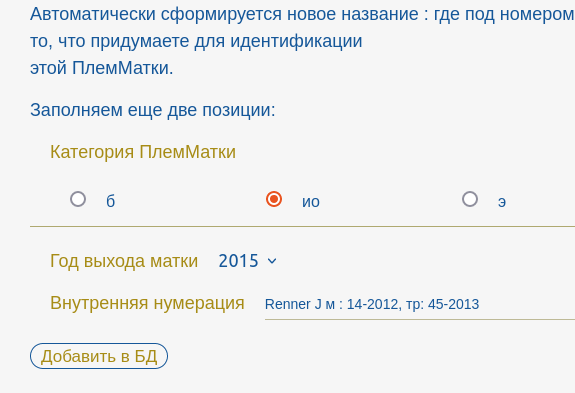 Автоматически сформируется новое название : где под номером
то, что придумаете для идентификации
этой ПлемМатки.
Заполняем еще две позиции:
Категория ПлемМатки
б ио э
Год выхода матки 2015
Внутренняя нумерация Renner J м : 14-2012, тр: 45-2013
Добавить в БД